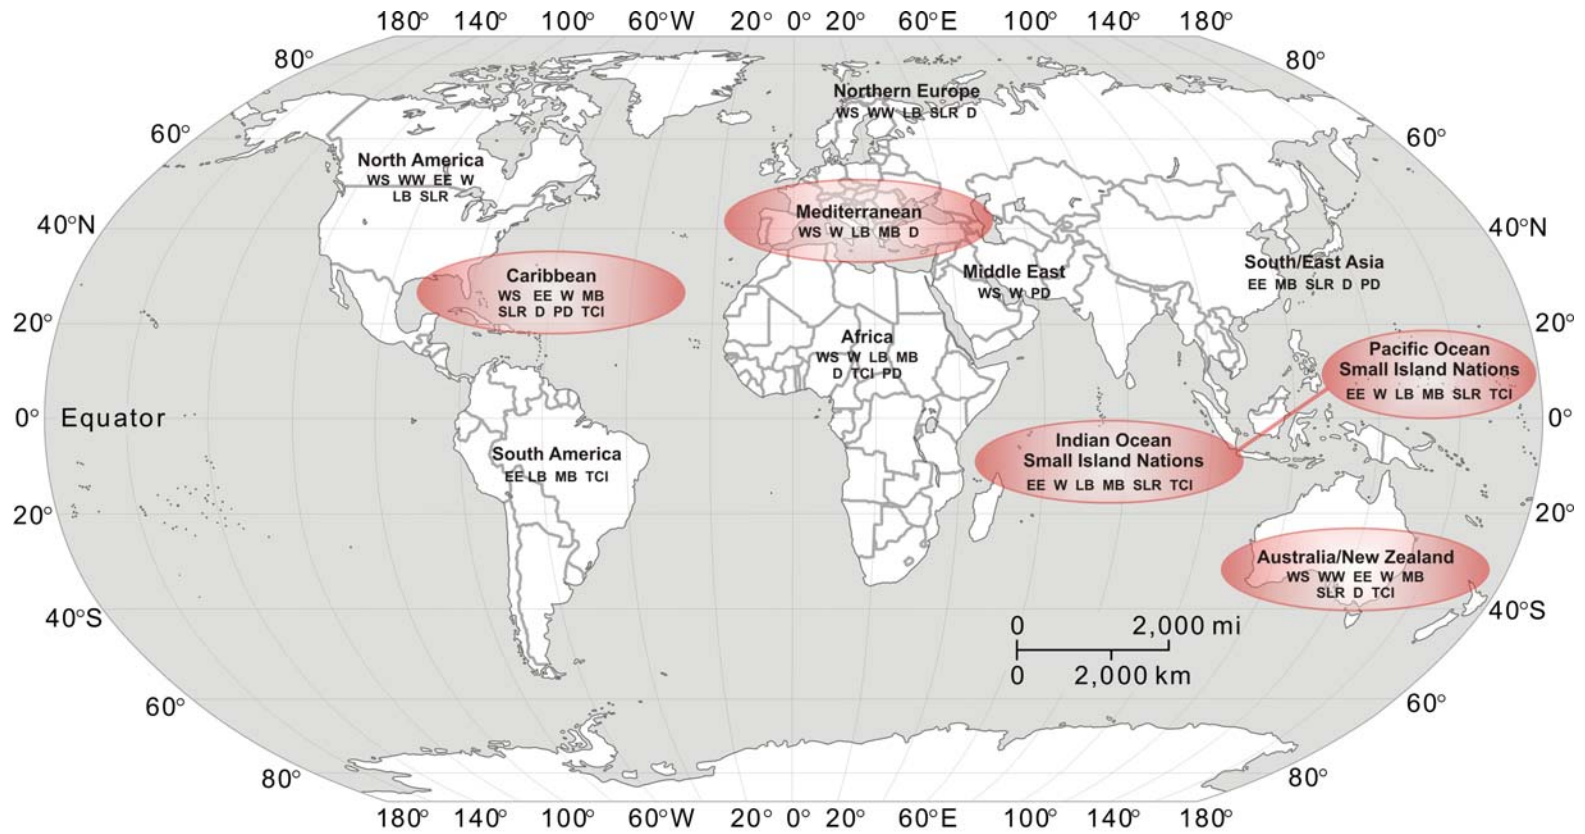 180° 140° 100° 60°W 20° 0° 20° 60°E 100° 140° 180°
80° 80°
Northern Europe
WS WW LB SLR D
60° 60°
North America
WS WW EE W
LB SLR
Mediterranean
WS W LB MB D
40°N 40°N
South/East Asia
EE MB SLR D PD
Middle East
WS W PD
Caribbean
WS EE W MB
SLR D PD TCI
20° 20°
Africa
WS W LB MB
D TCI PD
Pacific Ocean
Small Island Nations
EE W LB MB SLR TCI
0° Equator 0°
Indian Ocean
Small Island Nations
EE W LB MB SLR TCI
South America
EE LB MB TCI
20° 20°
Australia/New Zealand
WS WW EE W MB
SLR D TCI
40°S 40°S
0 2,000 mi
0 2,000 km
60° 60°
80° 80°
180° 140° 100° 60°W 20° 0° 20° 60°E 100° 140° 180°